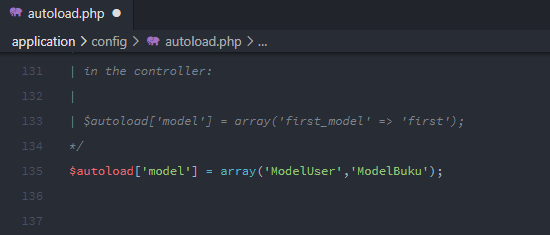 autoload.php
application > config > autoload.php > ...
131 | in the controller:
132 |
133 | $autoload['model'] = array('first_model' => 'first');
134 */
135 $autoload['model'] = array('ModelUser','ModelBuku');
136
137